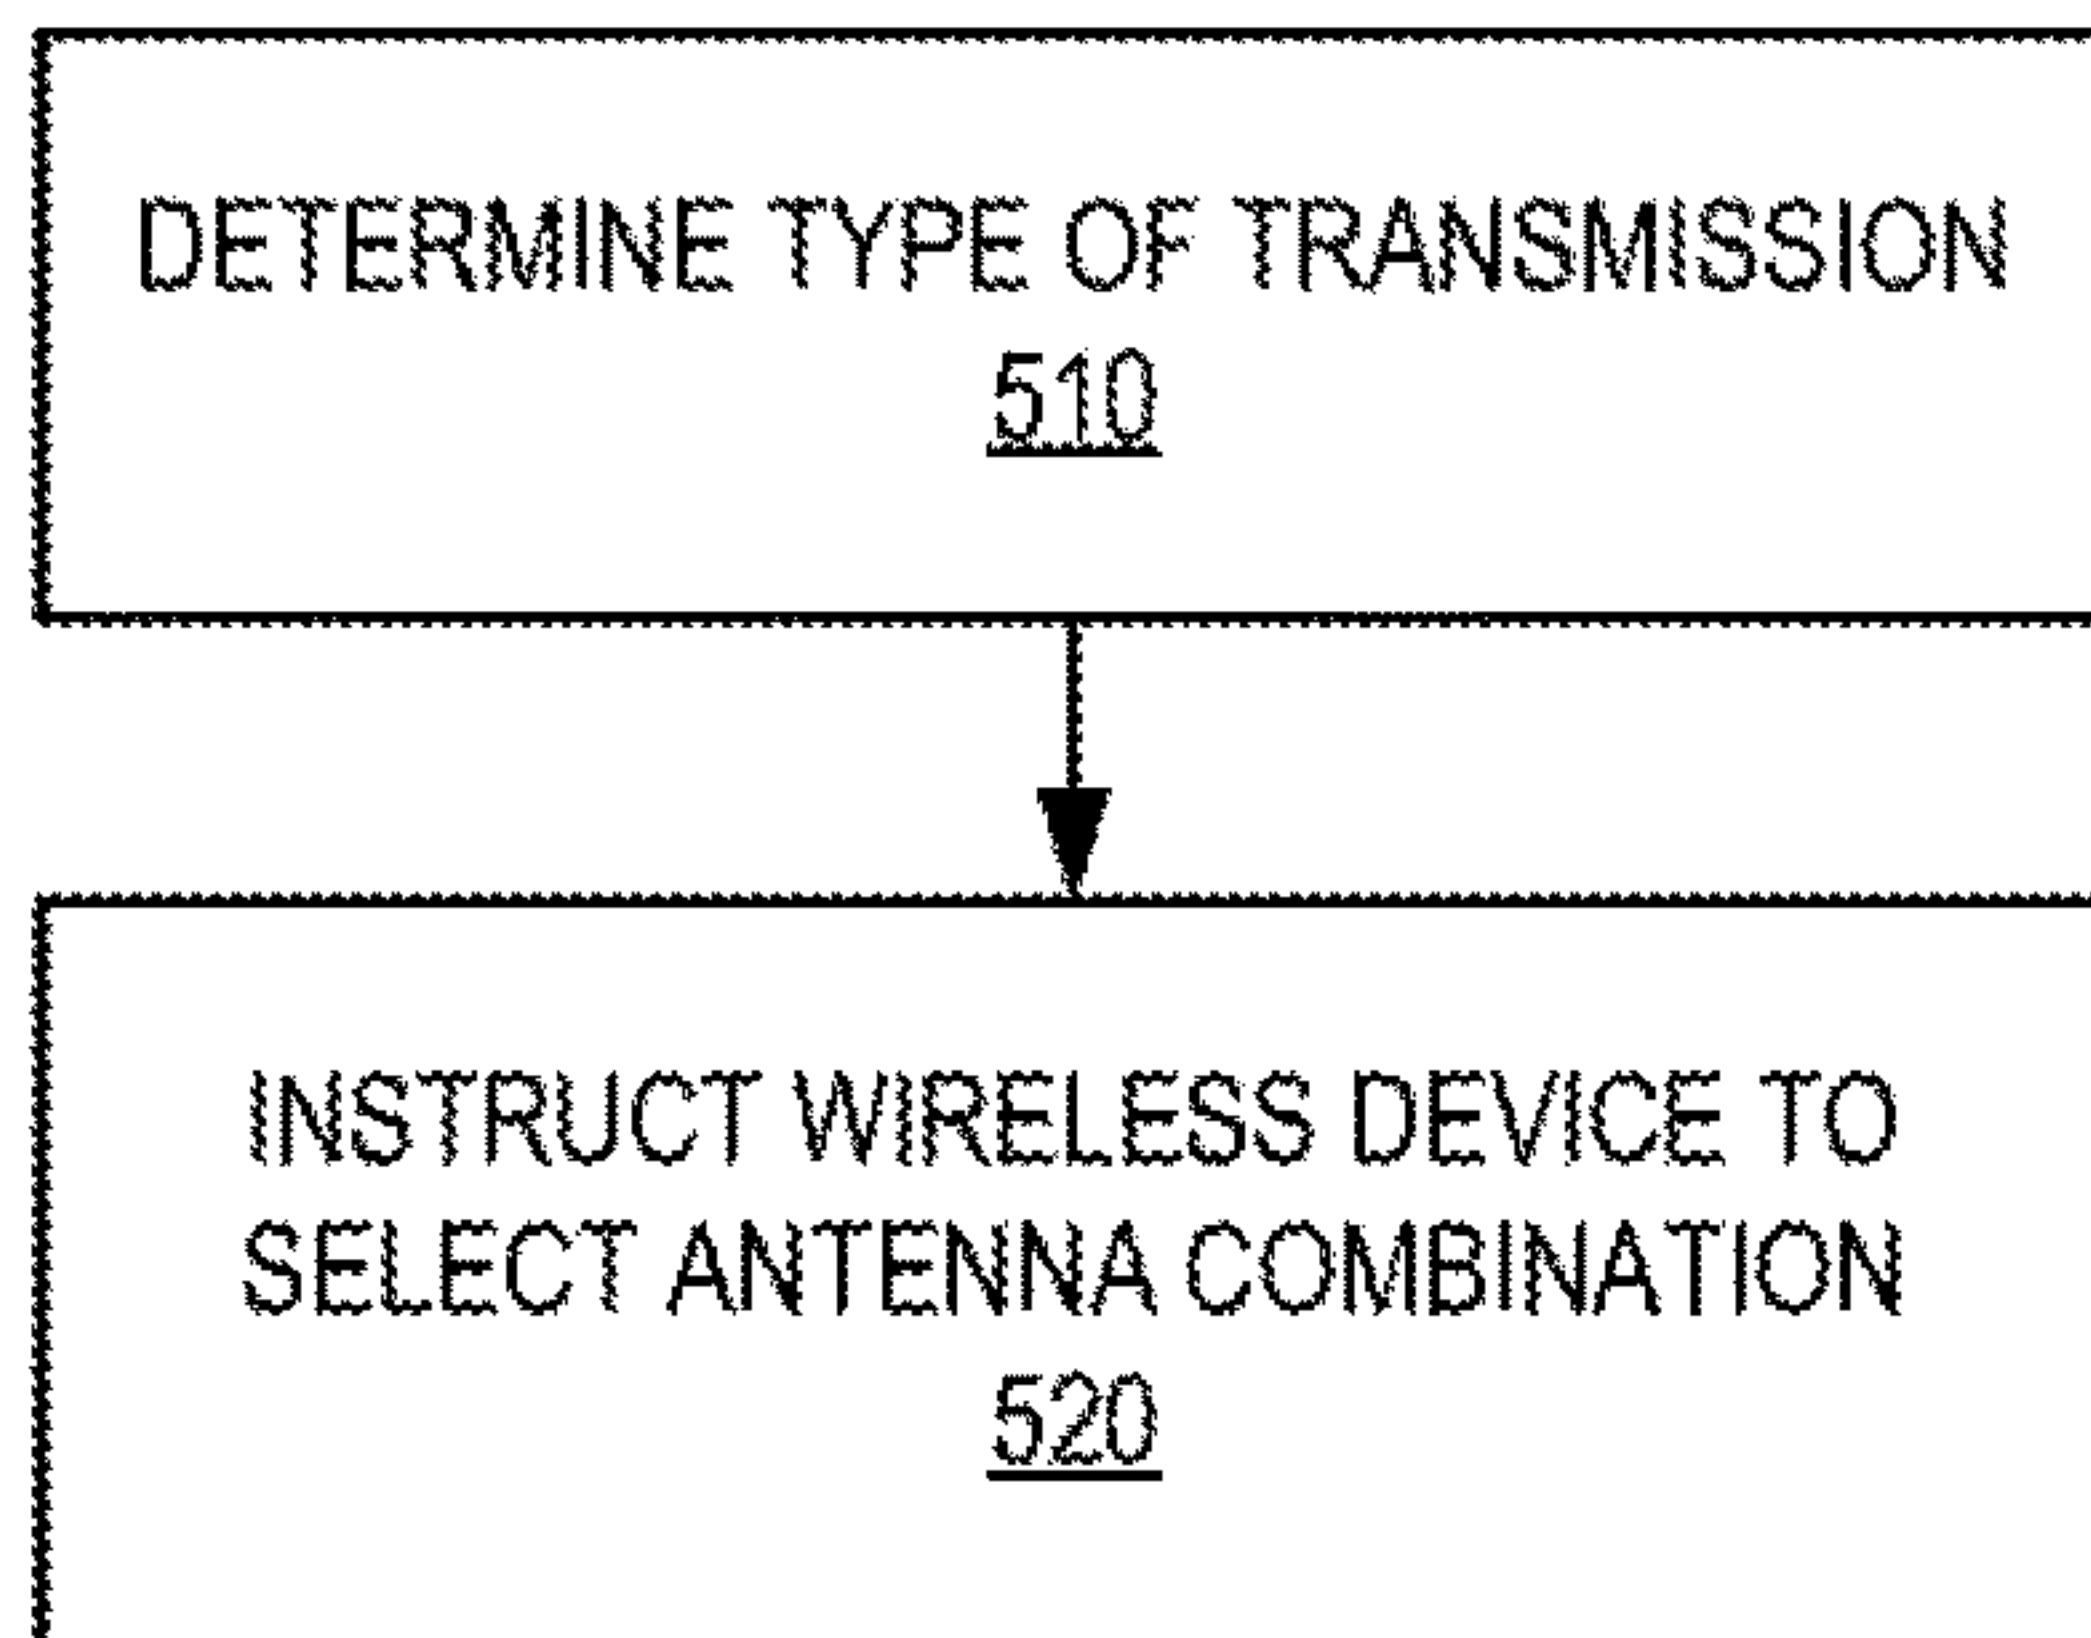 DETERMINE TYPE OF TRANSMISSION
510
INSTRUCT WIRELESS DEVICE TO
SELECT ANTENNA COMBINATION
520